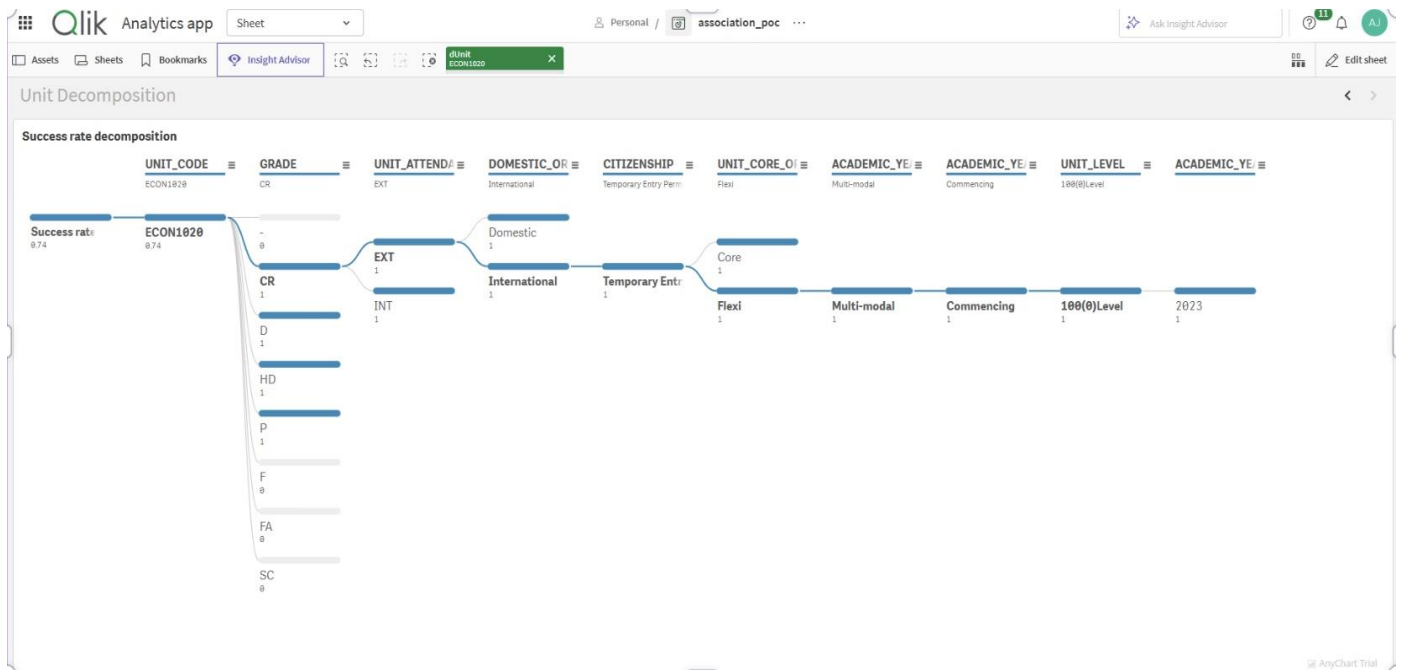 Qlik Analytics app Sheet Personal / association_poc ... Ask Insight Advisor 11 AJ
Assets Sheets Bookmarks Insight Advisor dUnit ECON1020 Edit sheet
Unit Decomposition
Success rate decomposition
UNIT_CODE GRADE UNIT_ATTENDA DOMESTIC_OR CITIZENSHIP UNIT_CORE_O ACADEMIC_YE ACADEMIC_YE UNIT_LEVEL ACADEMIC_YE
ECON1020 CR EXT International Temporary Entry Perm Flexi Multi-modal Commencing 100(0)Level
Success rate ECON1020 - Domestic
0.74 0.74 0 1
EXT Core
1 1
CR International Temporary Entr
1 1 1
INT Flexi Multi-modal Commencing 100(0)Level 2023
1 1 1 1 1 1
D
1
HD
1
P
1
F
0
FA
0
SC
0
AnyChart Trial